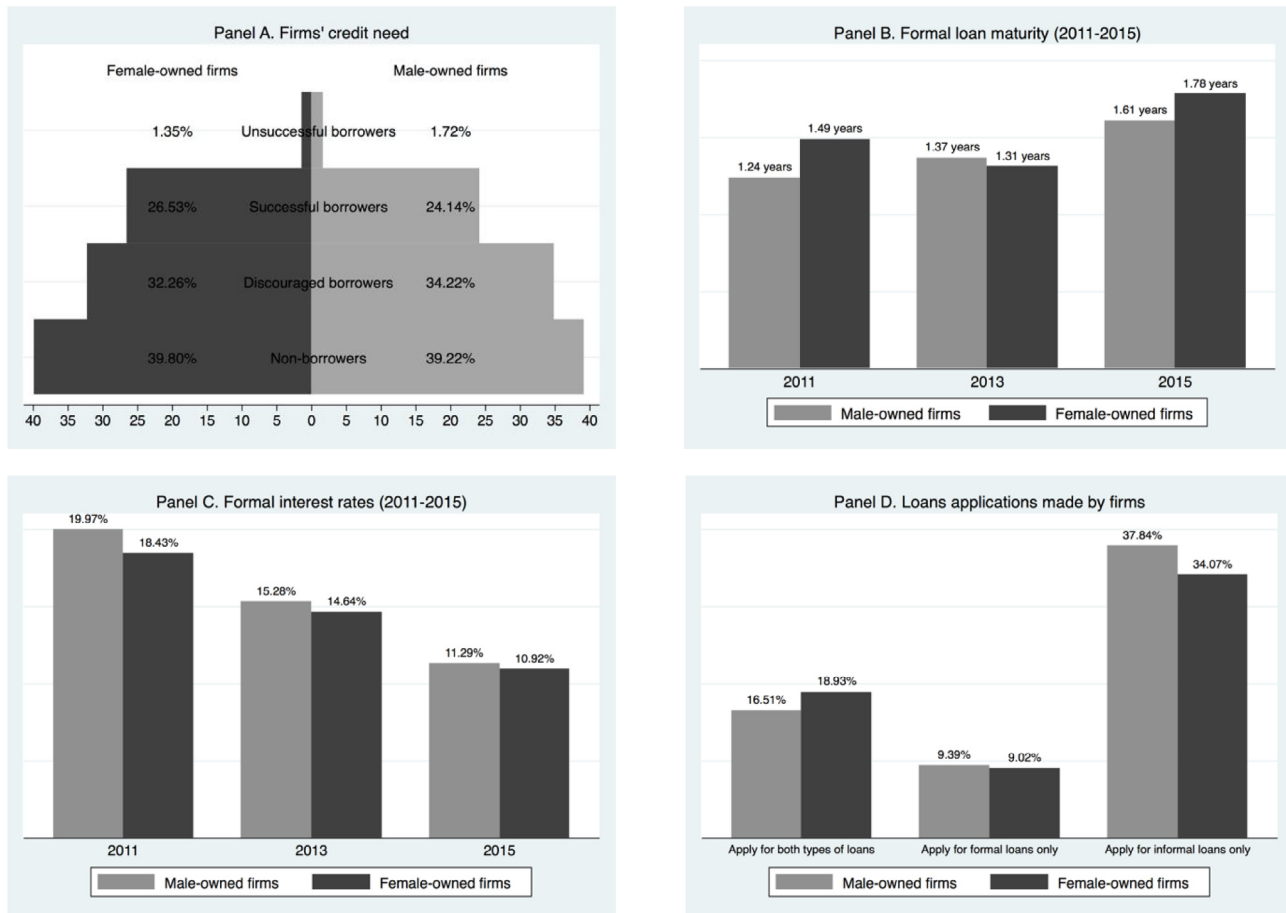 Panel A. Firms' credit need
Female-owned firms Male-owned firms
1.35% Unsuccessful borrowers 1.72%
26.53% Successful borrowers 24.14%
32.26% Discouraged borrowers 34.22%
39.80% Non-borrowers 39.22%
40 35 30 25 20 15 10 5 0 5 10 15 20 25 30 35 40
Panel B. Formal loan maturity (2011-2015)
1.24 years 1.49 years 1.37 years 1.31 years 1.61 years 1.78 years
2011 2013 2015
Male-owned firms Female-owned firms
Panel C. Formal interest rates (2011-2015)
19.97% 18.43% 15.28% 14.64% 11.29% 10.92%
2011 2013 2015
Male-owned firms Female-owned firms
Panel D. Loans applications made by firms
16.51% 18.93% 9.39% 9.02% 37.84% 34.07%
Apply for both types of loans Apply for formal loans only Apply for informal loans only
Male-owned firms Female-owned firms